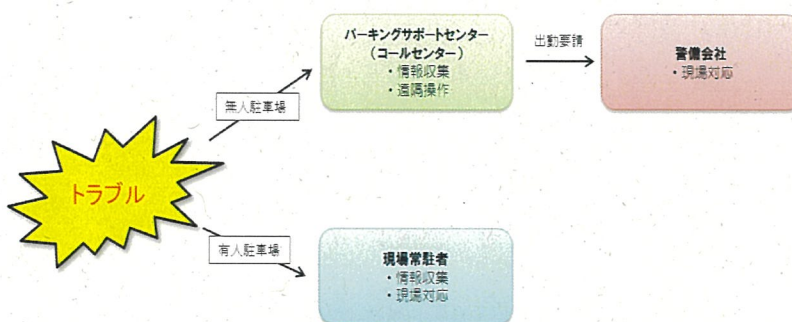 パーキングサポートセンター
（コールセンター）
・情報収集
・遠隔操作
出動要請
警備会社
・現場対応
無人駐車場
トラブル
有人駐車場
現場常駐者
・情報収集
・現場対応